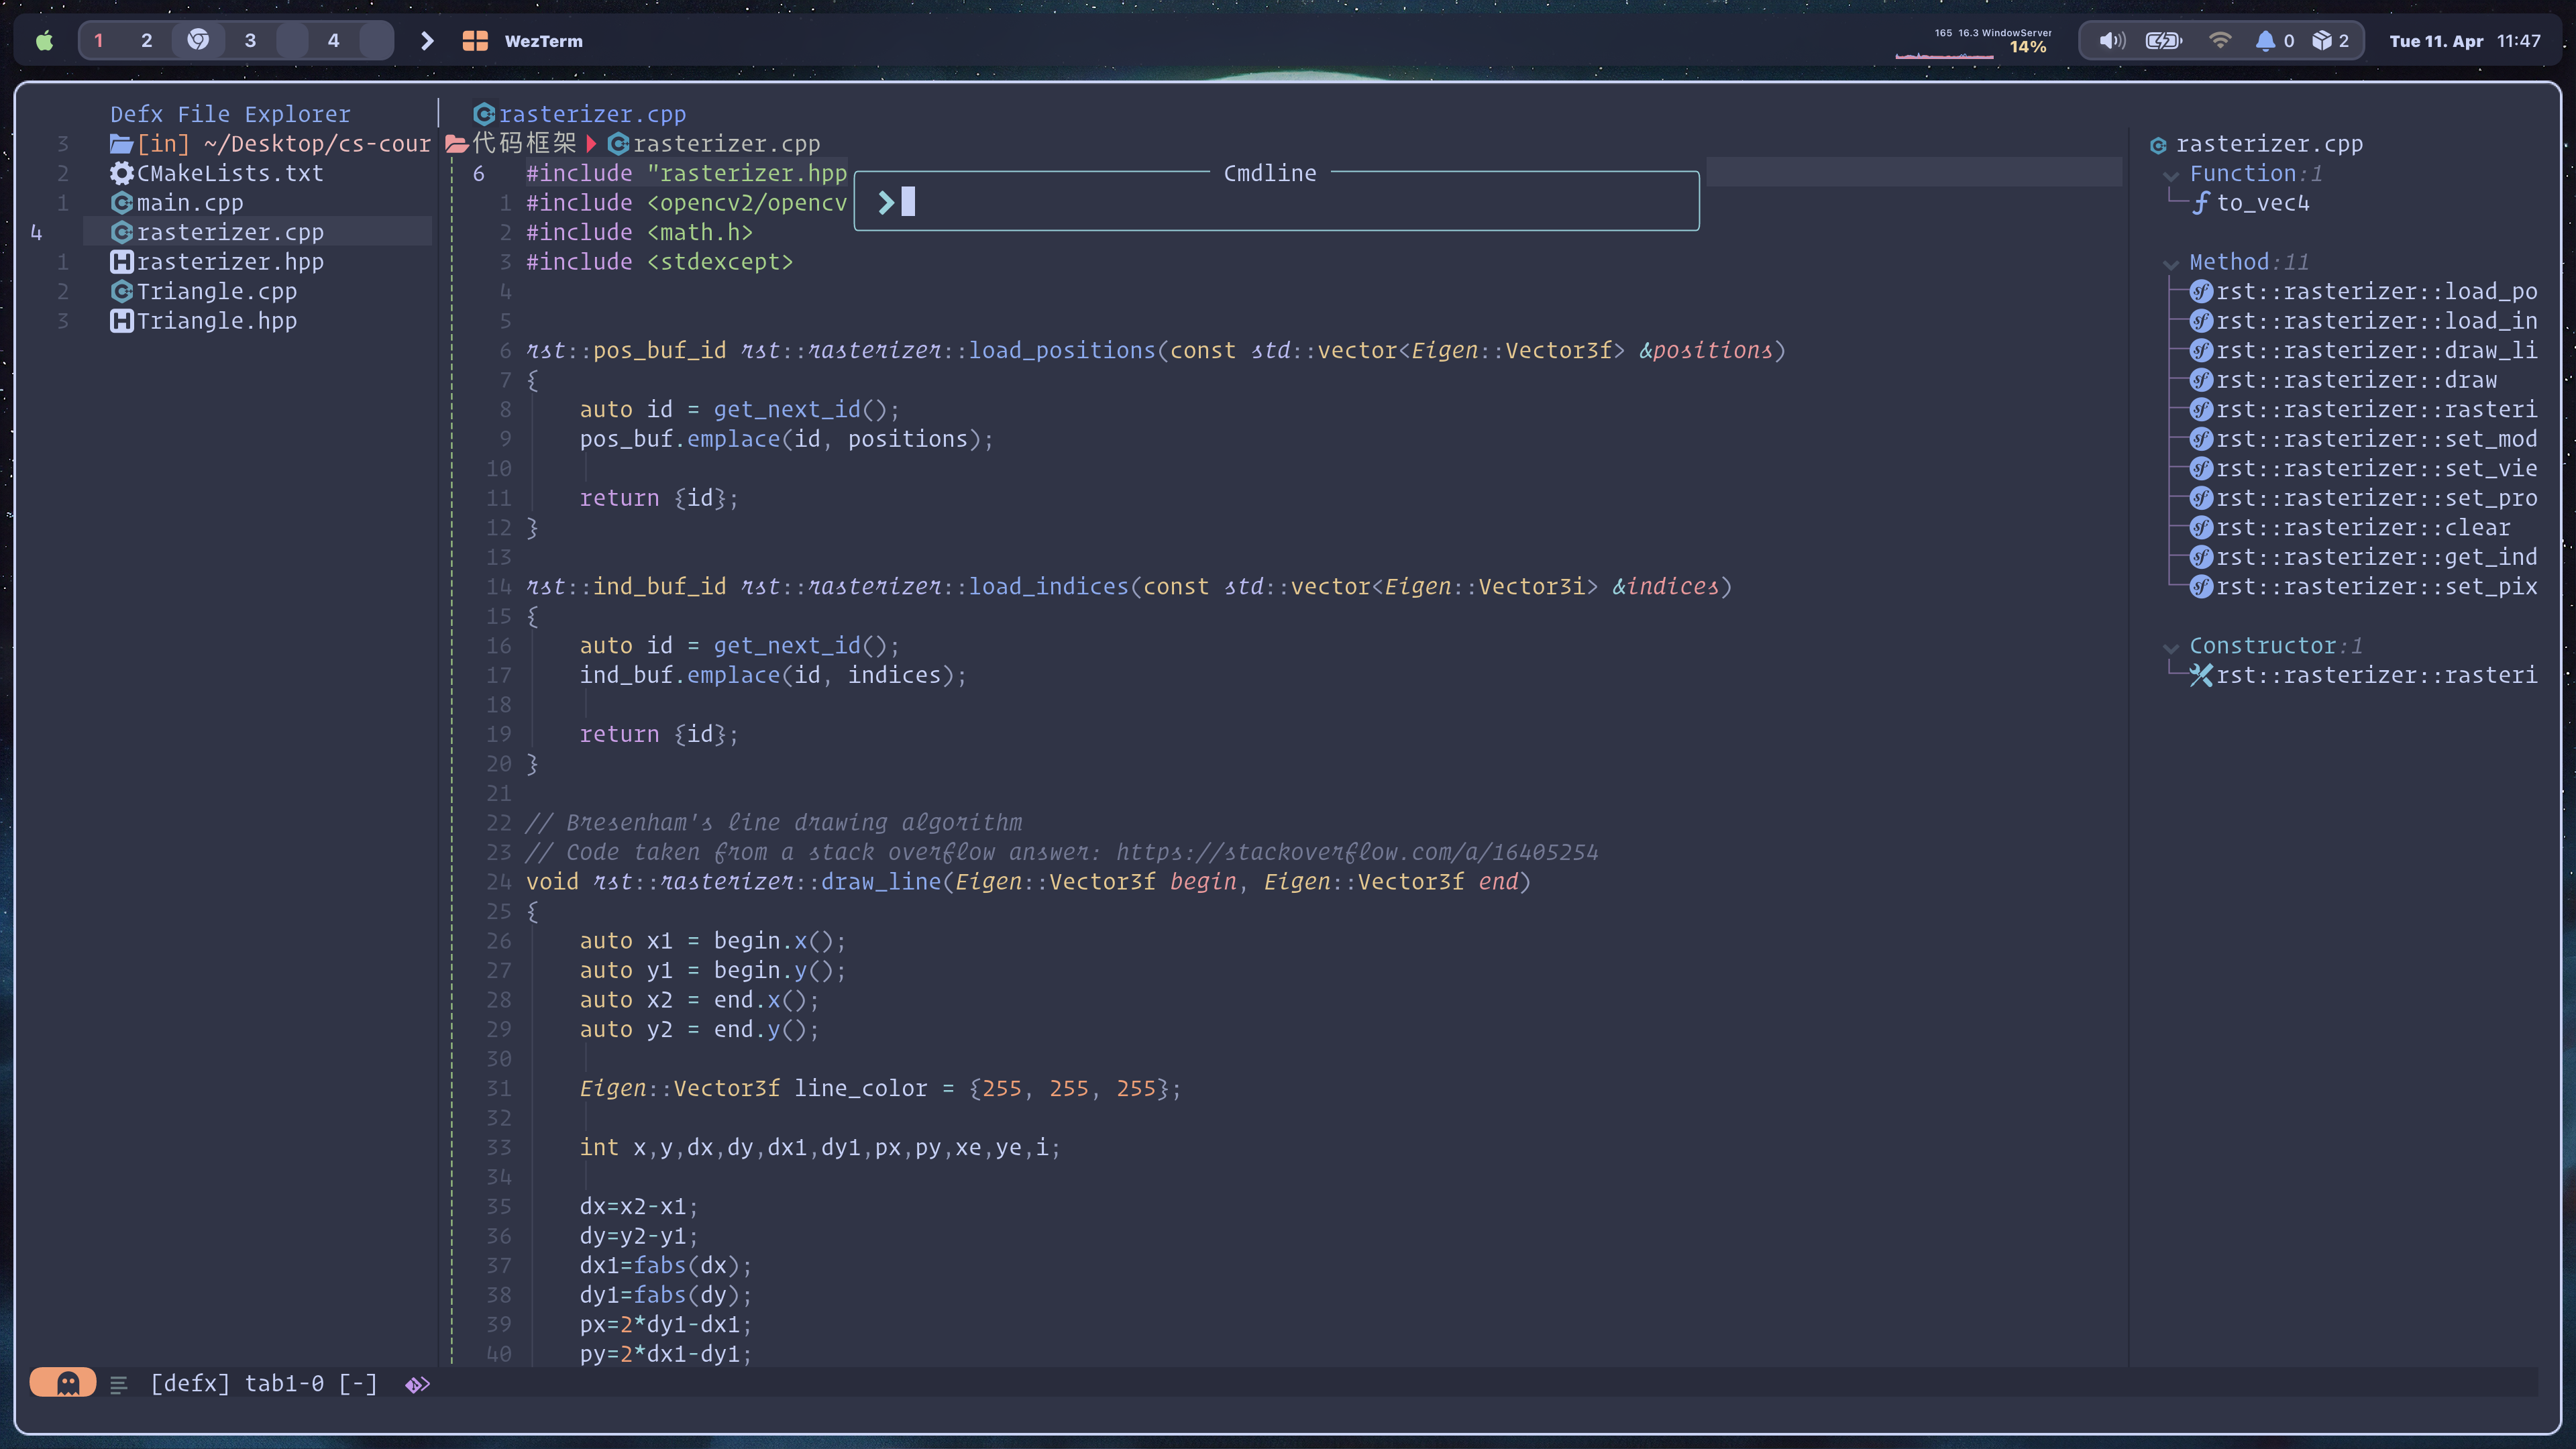 1 2 3 4 WezTerm
165 16.3 WindowServer
14%
0 2 Tue 11. Apr 11:47
Defx File Explorer
3 [in] ~/Desktop/cs-cour
2 CMakeLists.txt
1 main.cpp
4 rasterizer.cpp
1 rasterizer.hpp
2 Triangle.cpp
3 Triangle.hpp
rasterizer.cpp
代码框架 rasterizer.cpp
Cmdline
6 #include "rasterizer.hpp
1 #include <opencv2/opencv
2 #include <math.h>
3 #include <stdexcept>
4
5
6 rst::pos_buf_id rst::rasterizer::load_positions(const std::vector<Eigen::Vector3f> &positions)
7 {
8 auto id = get_next_id();
9 pos_buf.emplace(id, positions);
10
11 return {id};
12 }
13
14 rst::ind_buf_id rst::rasterizer::load_indices(const std::vector<Eigen::Vector3i> &indices)
15 {
16 auto id = get_next_id();
17 ind_buf.emplace(id, indices);
18
19 return {id};
20 }
21
22 // Bresenham's line drawing algorithm
23 // Code taken from a stack overflow answer: https://stackoverflow.com/a/16405254
24 void rst::rasterizer::draw_line(Eigen::Vector3f begin, Eigen::Vector3f end)
25 {
26 auto x1 = begin.x();
27 auto y1 = begin.y();
28 auto x2 = end.x();
29 auto y2 = end.y();
30
31 Eigen::Vector3f line_color = {255, 255, 255};
32
33 int x,y,dx,dy,dx1,dy1,px,py,xe,ye,i;
34
35 dx=x2-x1;
36 dy=y2-y1;
37 dx1=fabs(dx);
38 dy1=fabs(dy);
39 px=2*dy1-dx1;
40 py=2*dx1-dy1;
rasterizer.cpp
Function:1
to_vec4
Method:11
rst::rasterizer::load_po
rst::rasterizer::load_in
rst::rasterizer::draw_li
rst::rasterizer::draw
rst::rasterizer::rasteri
rst::rasterizer::set_mod
rst::rasterizer::set_vie
rst::rasterizer::set_pro
rst::rasterizer::clear
rst::rasterizer::get_ind
rst::rasterizer::set_pix
Constructor:1
rst::rasterizer::rasteri
[defx] tab1-0 [-]